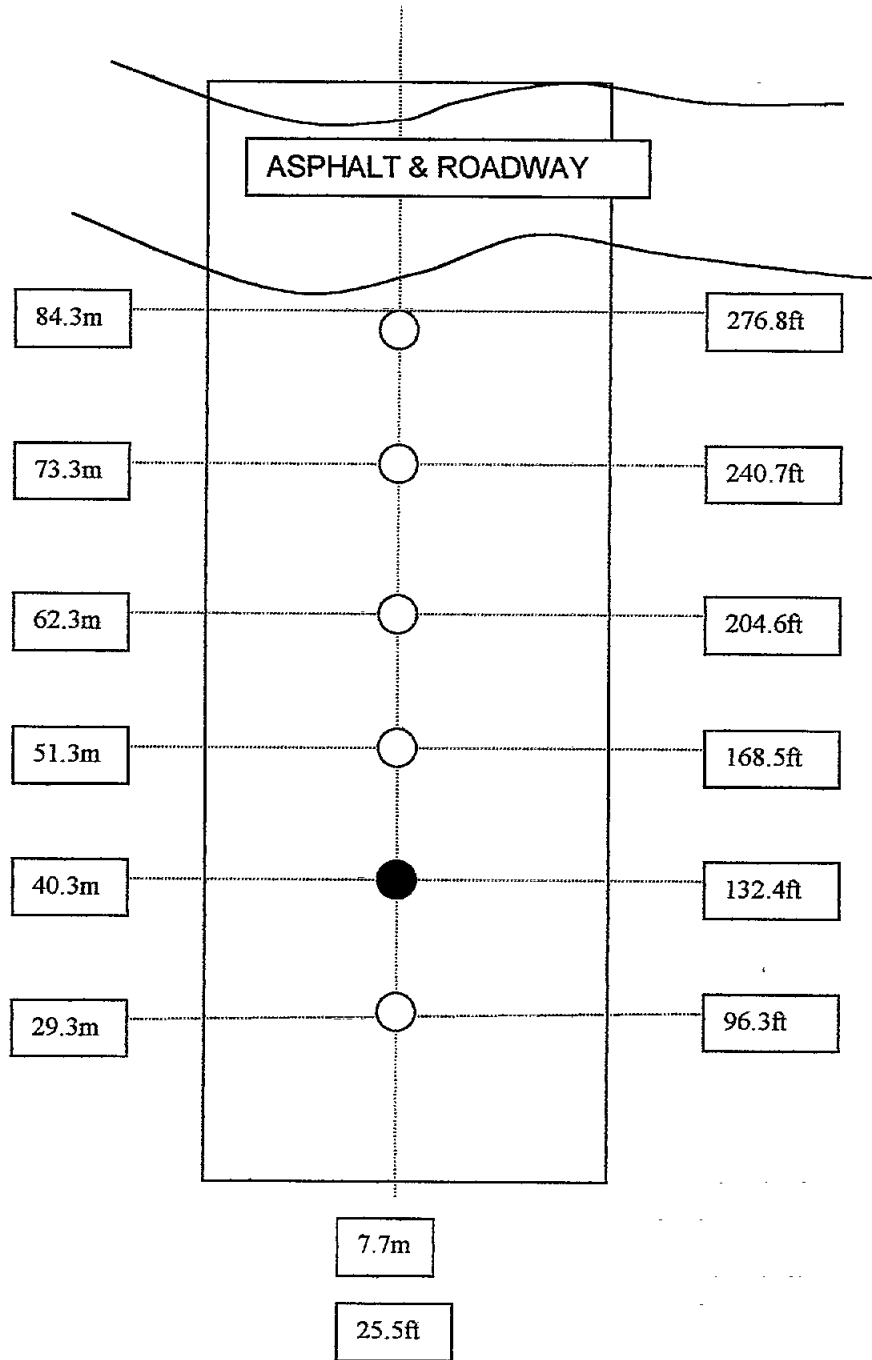 ASPHALT & ROADWAY
84.3m
276.8ft
73.3m
240.7ft
62.3m
204.6ft
51.3m
168.5ft
40.3m
132.4ft
29.3m
96.3ft
7.7m
25.5ft